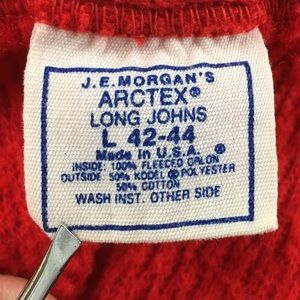 J.E.MORGAN'S
ARCTEX®
LONG JOHNS
L 42-44
Made In U.S.A. ®
INSIDE: 100% FLEECED ORLON
OUTSIDE: 50% KODEL ® POLYESTER
50% COTTON
WASH INST. OTHER SIDE